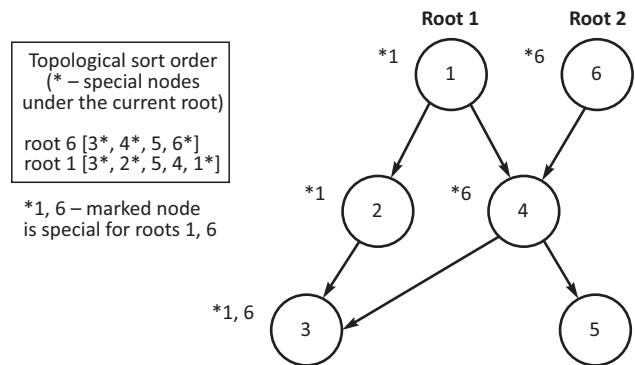 Root 1
Root 2
Topological sort order
(* – special nodes
under the current root)
root 6 [3*, 4*, 5, 6*]
root 1 [3*, 2*, 5, 4, 1*]
*1, 6 – marked node
is special for roots 1, 6
*1
1
*6
6
*1
2
*6
4
*1, 6
3
5